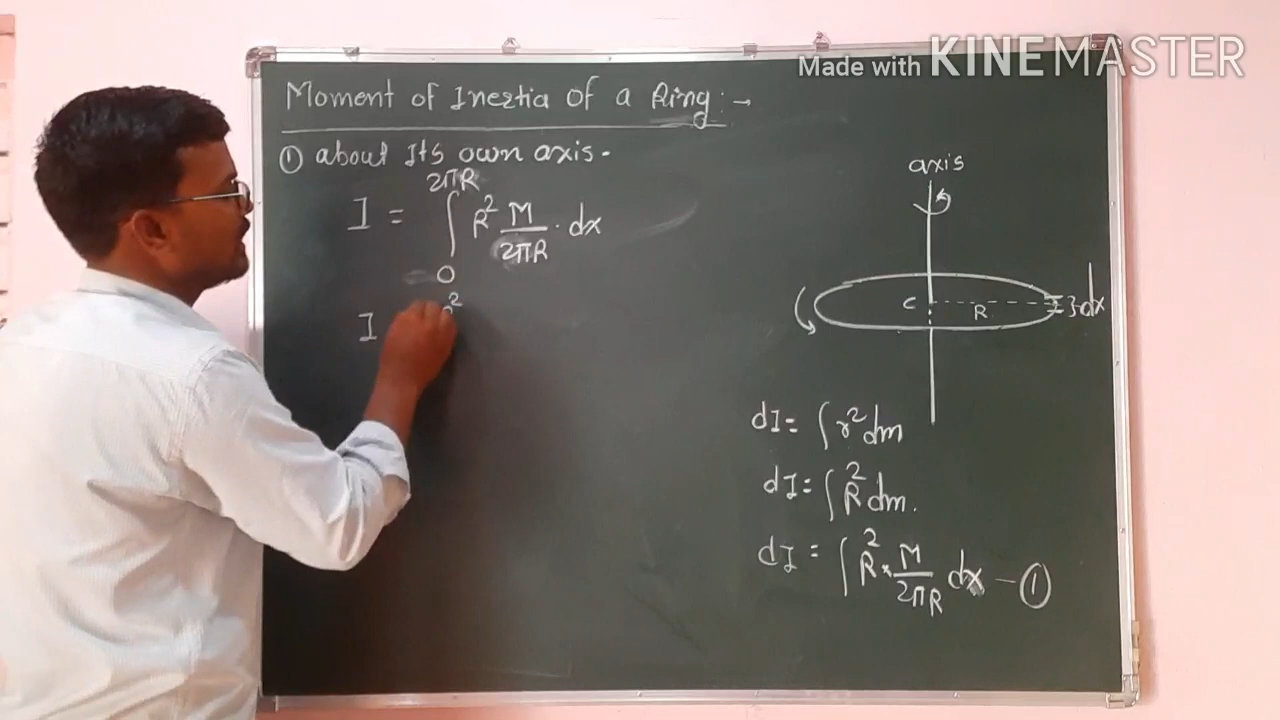 Made with KINEMASTER
Moment of Inertia of a Ring :-
① about Its own axis.
I = ∫₀^{2πR} R² M/2πR · dx
I ²
axis
C R } dx
dI = ∫ r² dm
dI = ∫ R² dm.
dI = ∫ R² × M/2πR dx — ①